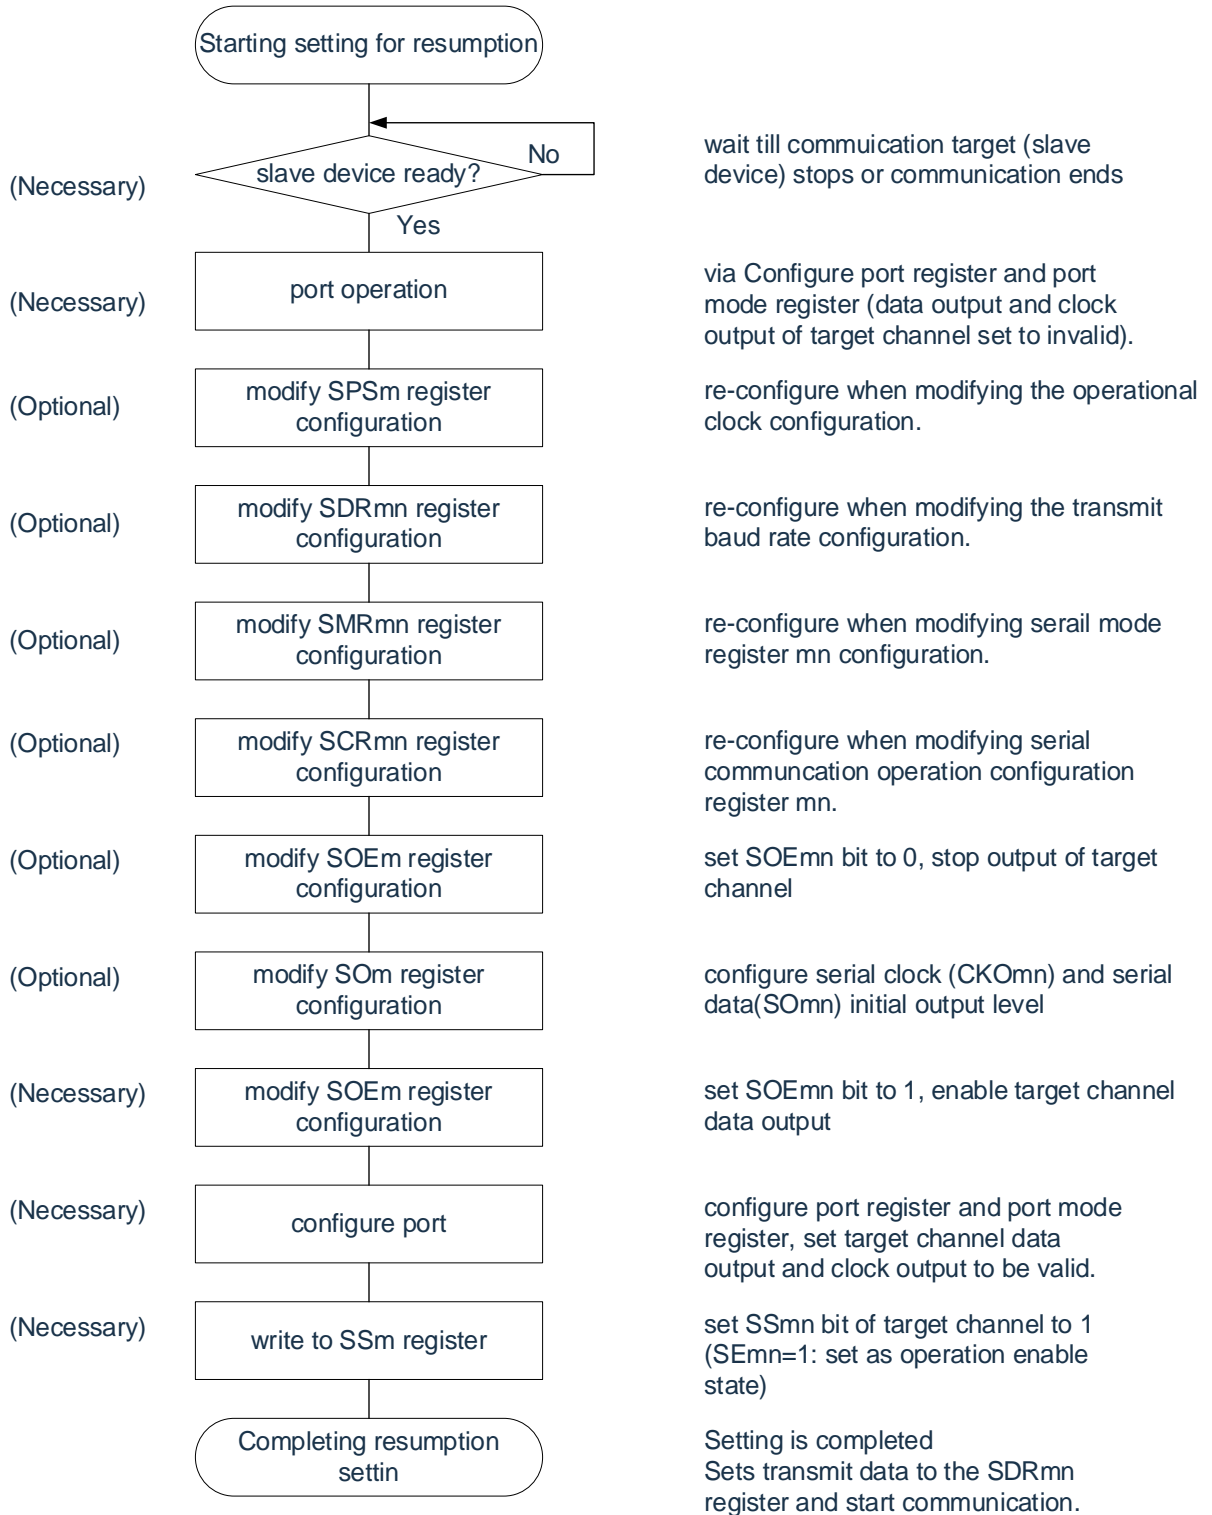 Starting setting for resumption
No
wait till commuication target (slave
device) stops or communication ends
(Necessary)
slave device ready?
Yes
(Necessary)
port operation
via Configure port register and port
mode register (data output and clock
output of target channel set to invalid).
(Optional)
modify SPSm register
configuration
re-configure when modifying the operational
clock configuration.
(Optional)
modify SDRmn register
configuration
re-configure when modifying the transmit
baud rate configuration.
(Optional)
modify SMRmn register
configuration
re-configure when modifying serail mode
register mn configuration.
(Optional)
modify SCRmn register
configuration
re-configure when modifying serial
communcation operation configuration
register mn.
(Optional)
modify SOEm register
configuration
set SOEmn bit to 0, stop output of target
channel
(Optional)
modify SOm register
configuration
configure serial clock (CKOmn) and serial
data(SOmn) initial output level
(Necessary)
modify SOEm register
configuration
set SOEmn bit to 1, enable target channel
data output
(Necessary)
configure port
configure port register and port mode
register, set target channel data
output and clock output to be valid.
(Necessary)
write to SSm register
set SSmn bit of target channel to 1
(SEmn=1: set as operation enable
state)
Completing resumption
settin
Setting is completed
Sets transmit data to the SDRmn
register and start communication.